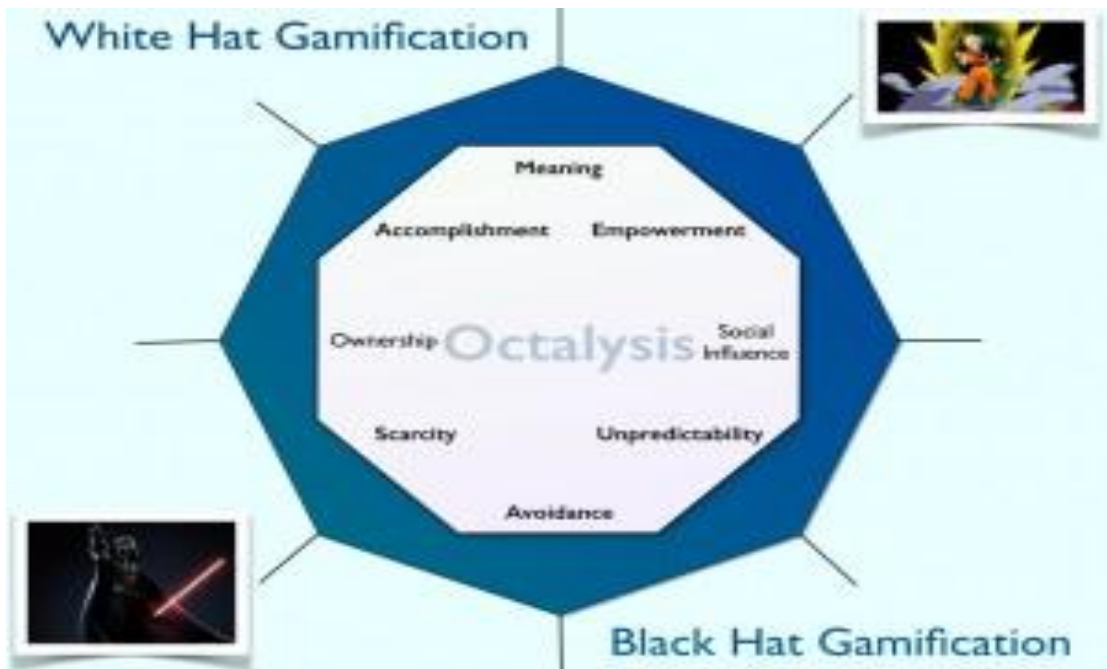 White Hat Gamification
Meaning
Accomplishment Empowerment
Ownership Octalysis Social
Influence
Scarcity Unpredictability
Avoidance
Black Hat Gamification